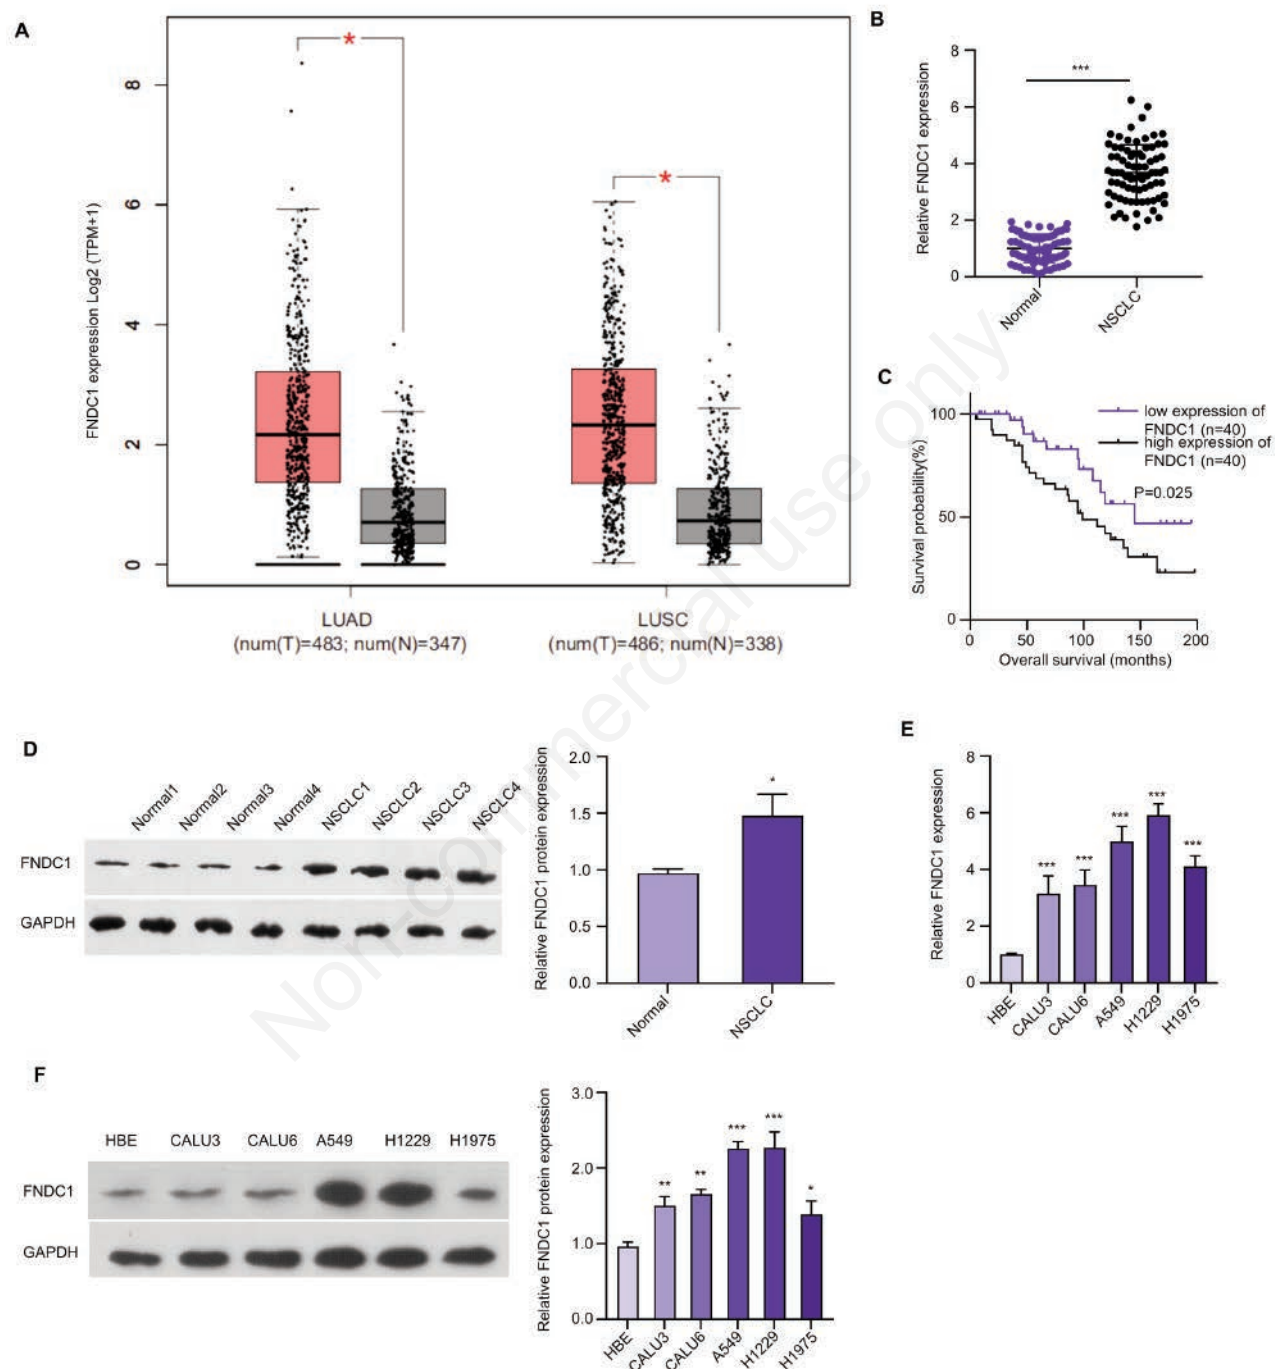 A
*
*
FNDC1 expression Log2 (TPM+1)
8
6
4
2
0
LUAD
(num(T)=483; num(N)=347)
LUSC
(num(T)=486; num(N)=338)
B
Relative FNDC1 expression
8
6
4
2
0
***
Normal
NSCLC
C
Survival probability(%)
100
50
0
low expression of
FNDC1 (n=40)
high expression of
FNDC1 (n=40)
P=0.025
0 50 100 150 200
Overall survival (months)
D
Normal1 Normal2 Normal3 Normal4 NSCLC1 NSCLC2 NSCLC3 NSCLC4
FNDC1
GAPDH
Relative FNDC1 protein expression
2.0
1.5
1.0
0.5
0.0
*
Normal
NSCLC
E
Relative FNDC1 expression
8
6
4
2
0
*** *** *** *** ***
HBE CALU3 CALU6 A549 H1229 H1975
F
HBE CALU3 CALU6 A549 H1229 H1975
FNDC1
GAPDH
Relative FNDC1 protein expression
3.0
2.0
1.0
0.0
** ** *** *** *
HBE CALU3 CALU6 A549 H1229 H1975
Non-commercial use only